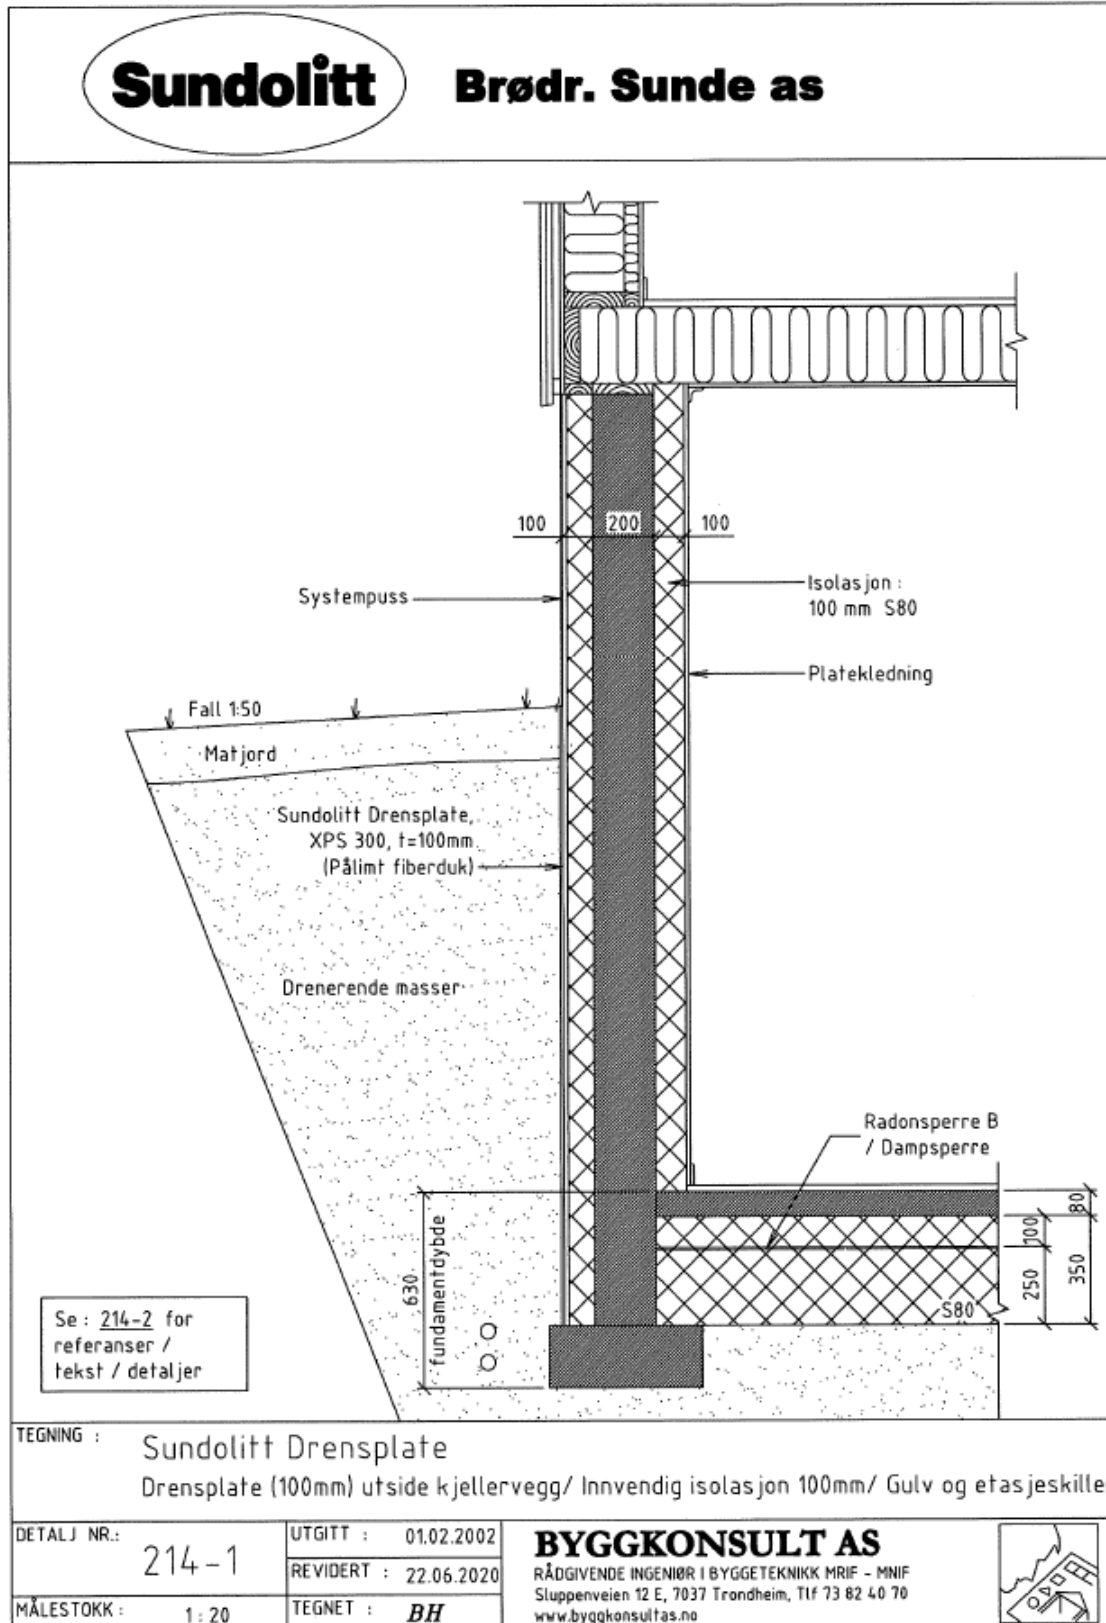 Sundolitt
Brødr. Sunde as
100
200
100
Systempuss
Isolasjon :
100 mm S80
Platekledning
Fall 1:50
Matjord
Sundolitt Drensplate,
XPS 300, t=100mm
(Pålimt fiberduk)
Drenerende masser
Radonsperre B
/ Dampsperre
630
fundamentdybde
80
100
250
350
S80
Se : 214-2 for
referanser /
tekst / detaljer
TEGNING :
Sundolitt Drensplate
Drensplate (100mm) utside kjellervegg/ Innvendig isolasjon 100mm/ Gulv og etasjeskille
DETALJ NR.:
214-1
UTGITT : 01.02.2002
REVIDERT : 22.06.2020
MÅLESTOKK : 1:20
TEGNET : BH
BYGGKONSULT AS
RÅDGIVENDE INGENIØR I BYGGETEKNIKK MRIF - MNIF
Sluppenveien 12 E, 7037 Trondheim, Tlf 73 82 40 70
www.byggkonsultas.no